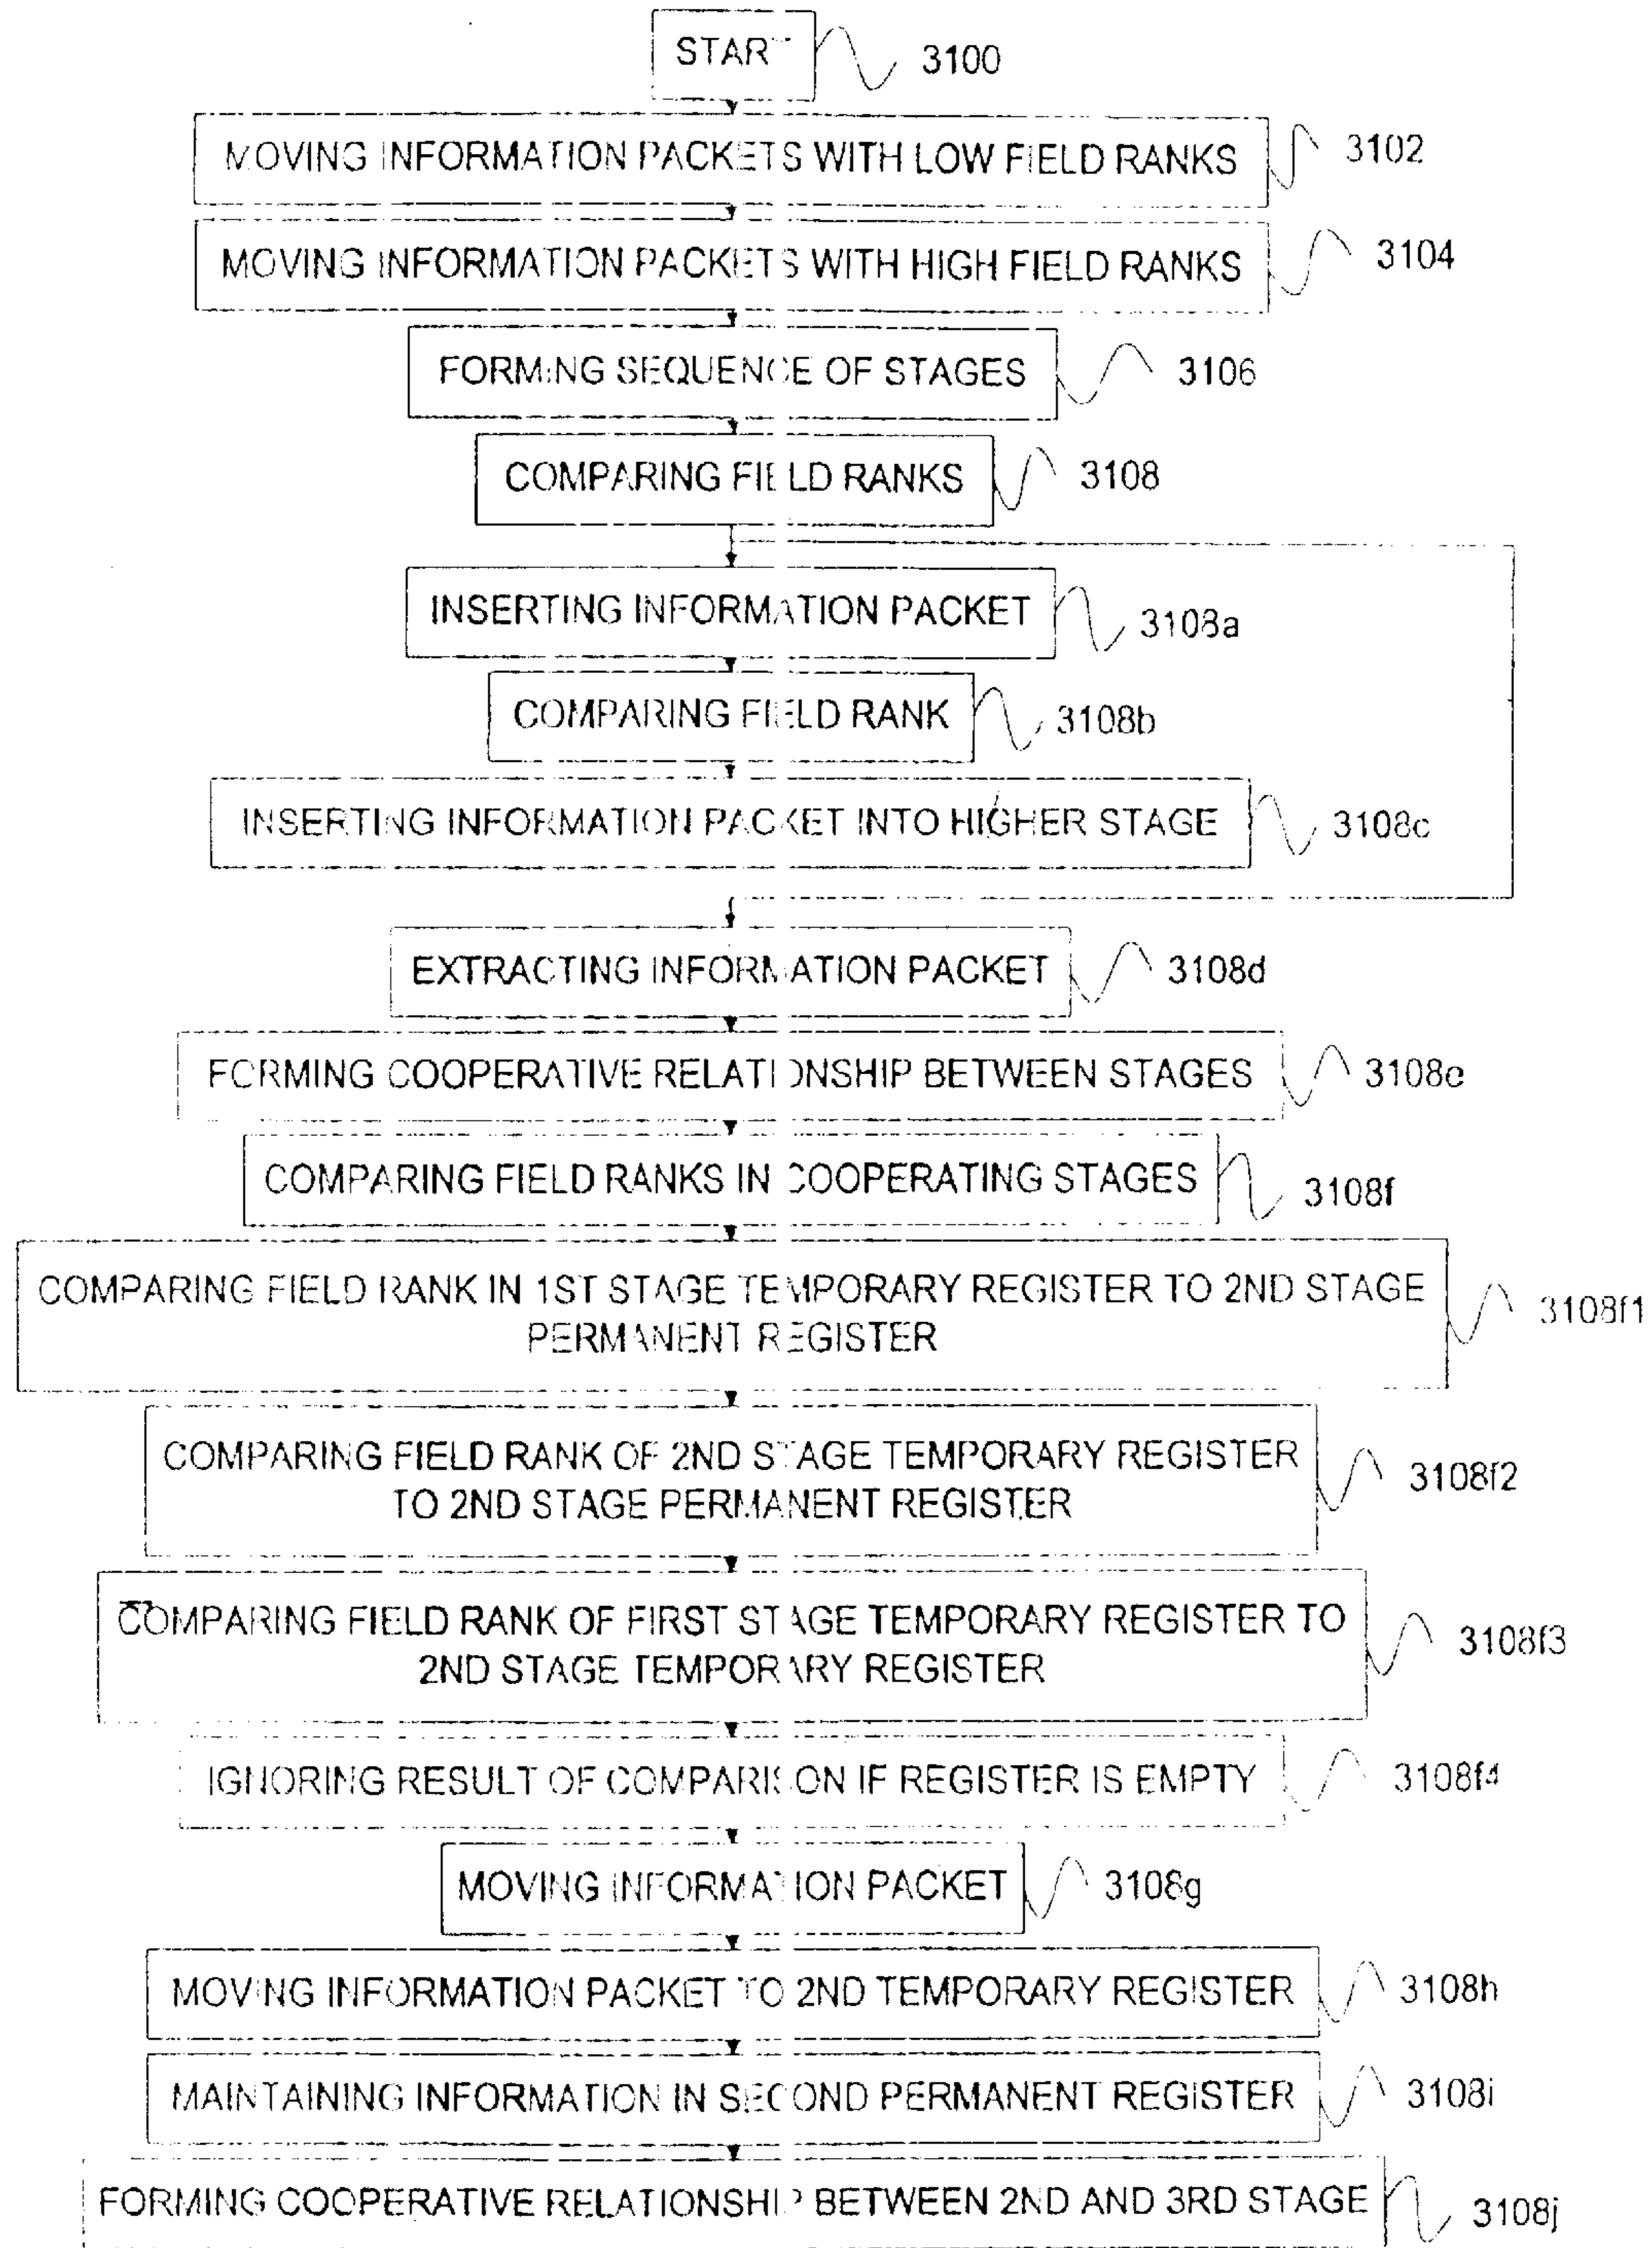 START
3100
MOVING INFORMATION PACKETS WITH LOW FIELD RANKS
3102
MOVING INFORMATION PACKETS WITH HIGH FIELD RANKS
3104
FORMING SEQUENCE OF STAGES
3106
COMPARING FIELD RANKS
3108
INSERTING INFORMATION PACKET
3108a
COMPARING FIELD RANK
3108b
INSERTING INFORMATION PACKET INTO HIGHER STAGE
3108c
EXTRACTING INFORMATION PACKET
3108d
FORMING COOPERATIVE RELATIONSHIP BETWEEN STAGES
3108e
COMPARING FIELD RANKS IN COOPERATING STAGES
3108f
COMPARING FIELD RANK IN 1ST STAGE TEMPORARY REGISTER TO 2ND STAGE
PERMANENT REGISTER
3108f1
COMPARING FIELD RANK OF 2ND STAGE TEMPORARY REGISTER
TO 2ND STAGE PERMANENT REGISTER
3108f2
COMPARING FIELD RANK OF FIRST STAGE TEMPORARY REGISTER TO
2ND STAGE TEMPORARY REGISTER
3108f3
IGNORING RESULT OF COMPARISON IF REGISTER IS EMPTY
3108f4
MOVING INFORMATION PACKET
3108g
MOVING INFORMATION PACKET TO 2ND TEMPORARY REGISTER
3108h
MAINTAINING INFORMATION IN SECOND PERMANENT REGISTER
3108i
FORMING COOPERATIVE RELATIONSHIP BETWEEN 2ND AND 3RD STAGE
3108j